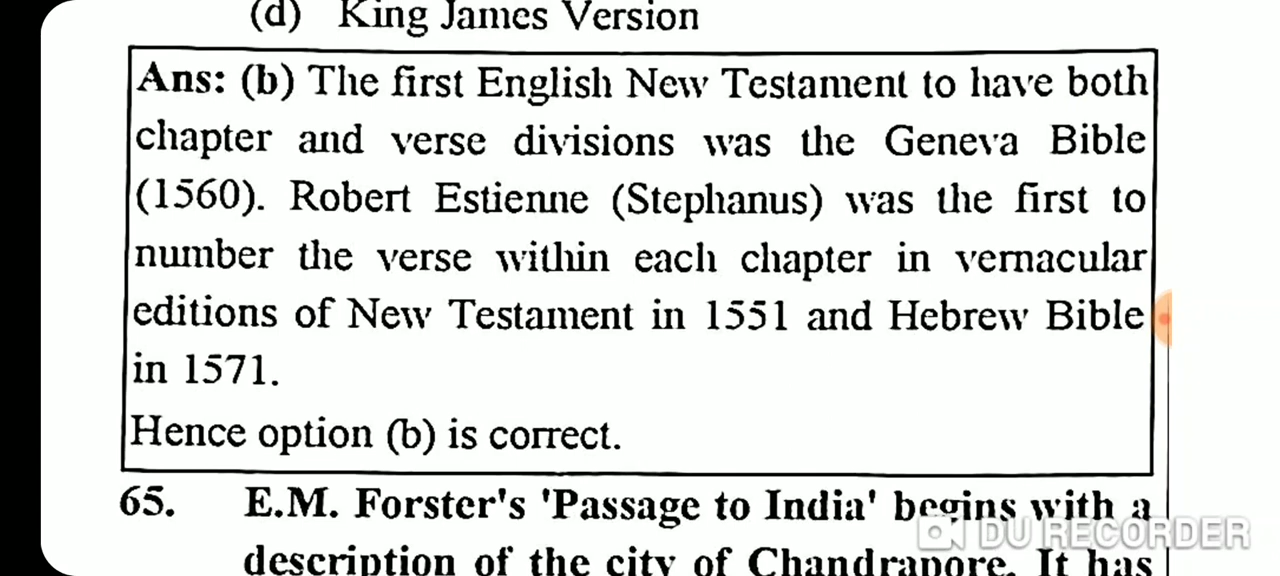 (d) King James Version
Ans: (b) The first English New Testament to have both
chapter and verse divisions was the Geneva Bible
(1560). Robert Estienne (Stephanus) was the first to
number the verse within each chapter in vernacular
editions of New Testament in 1551 and Hebrew Bible
in 1571.
Hence option (b) is correct.
65. E.M. Forster's 'Passage to India' begins with a
DU RECORDER
description of the city of Chandrapore. It has